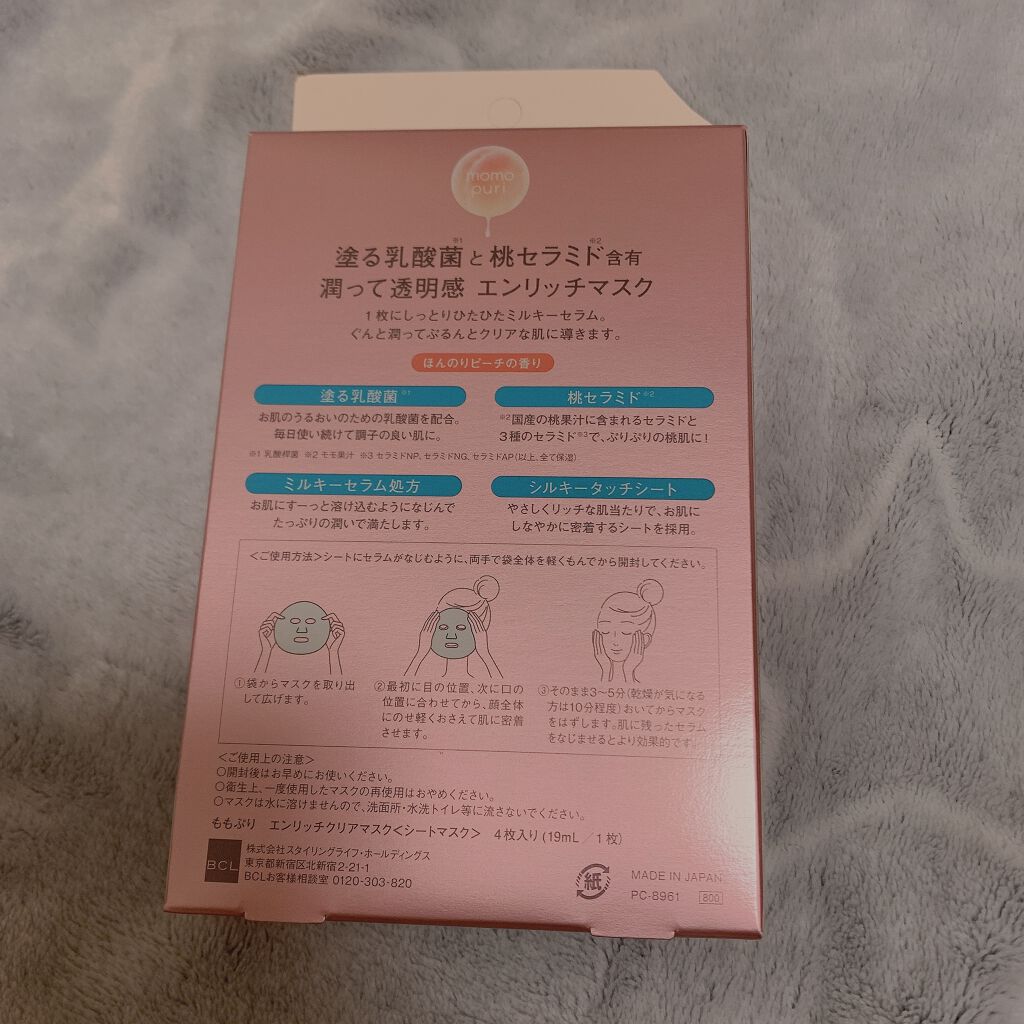 momo
puri
塗る乳酸菌※1と桃セラミド※2含有
潤って透明感 エンリッチマスク
1枚にしっとりひたひたミルキーセラム。
ぐんと潤ってぷるんとクリアな肌に導きます。
ほんのりピーチの香り
塗る乳酸菌※1
お肌のうるおいのための乳酸菌を配合。
毎日使い続けて調子の良い肌に。
桃セラミド※2
※2国産の桃果汁に含まれるセラミドと
3種のセラミド※3で、ぷりぷりの桃肌に!
※1 乳酸桿菌 ※2 モモ果汁 ※3 セラミドNP、セラミドNG、セラミドAP(以上、全て保湿)
ミルキーセラム処方
お肌にすーっと溶け込むようになじんで
たっぷりの潤いで満たします。
シルキータッチシート
やさしくリッチな肌当たりで、お肌に
しなやかに密着するシートを採用。
<ご使用方法>シートにセラムがなじむように、両手で袋全体を軽くもんでから開封してください。
①袋からマスクを取り出
して広げます。
②最初に目の位置、次に口の
位置に合わせてから、顔全体
にのせ軽くおさえて肌に密着
させます。
③そのまま3〜5分(乾燥が気になる
方は10分程度)おいてからマスク
をはずします。肌に残ったセラム
をなじませるとより効果的です。
<ご使用上の注意>
○開封後はお早めにお使いください。
○衛生上、一度使用したマスクの再使用はおやめください。
○マスクは水に溶けませんので、洗面所・水洗トイレ等に流さないでください。
ももぷり エンリッチクリアマスク<シートマスク> 4枚入り(19mL/1枚)
BCL
株式会社スタイリングライフ・ホールディングス
東京都新宿区北新宿2-21-1
BCLお客様相談室 0120-303-820
紙
MADE IN JAPAN
PC-8961 800